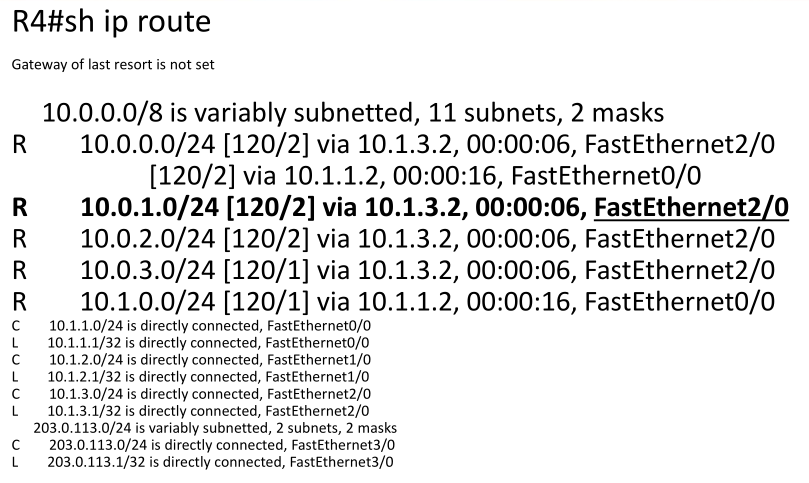 R4#sh ip route
Gateway of last resort is not set
10.0.0.0/8 is variably subnetted, 11 subnets, 2 masks
R 10.0.0.0/24 [120/2] via 10.1.3.2, 00:00:06, FastEthernet2/0
[120/2] via 10.1.1.2, 00:00:16, FastEthernet0/0
R 10.0.1.0/24 [120/2] via 10.1.3.2, 00:00:06, FastEthernet2/0
R 10.0.2.0/24 [120/2] via 10.1.3.2, 00:00:06, FastEthernet2/0
R 10.0.3.0/24 [120/1] via 10.1.3.2, 00:00:06, FastEthernet2/0
R 10.1.0.0/24 [120/1] via 10.1.1.2, 00:00:16, FastEthernet0/0
C 10.1.1.0/24 is directly connected, FastEthernet0/0
L 10.1.1.1/32 is directly connected, FastEthernet0/0
C 10.1.2.0/24 is directly connected, FastEthernet1/0
L 10.1.2.1/32 is directly connected, FastEthernet1/0
C 10.1.3.0/24 is directly connected, FastEthernet2/0
L 10.1.3.1/32 is directly connected, FastEthernet2/0
203.0.113.0/24 is variably subnetted, 2 subnets, 2 masks
C 203.0.113.0/24 is directly connected, FastEthernet3/0
L 203.0.113.1/32 is directly connected, FastEthernet3/0